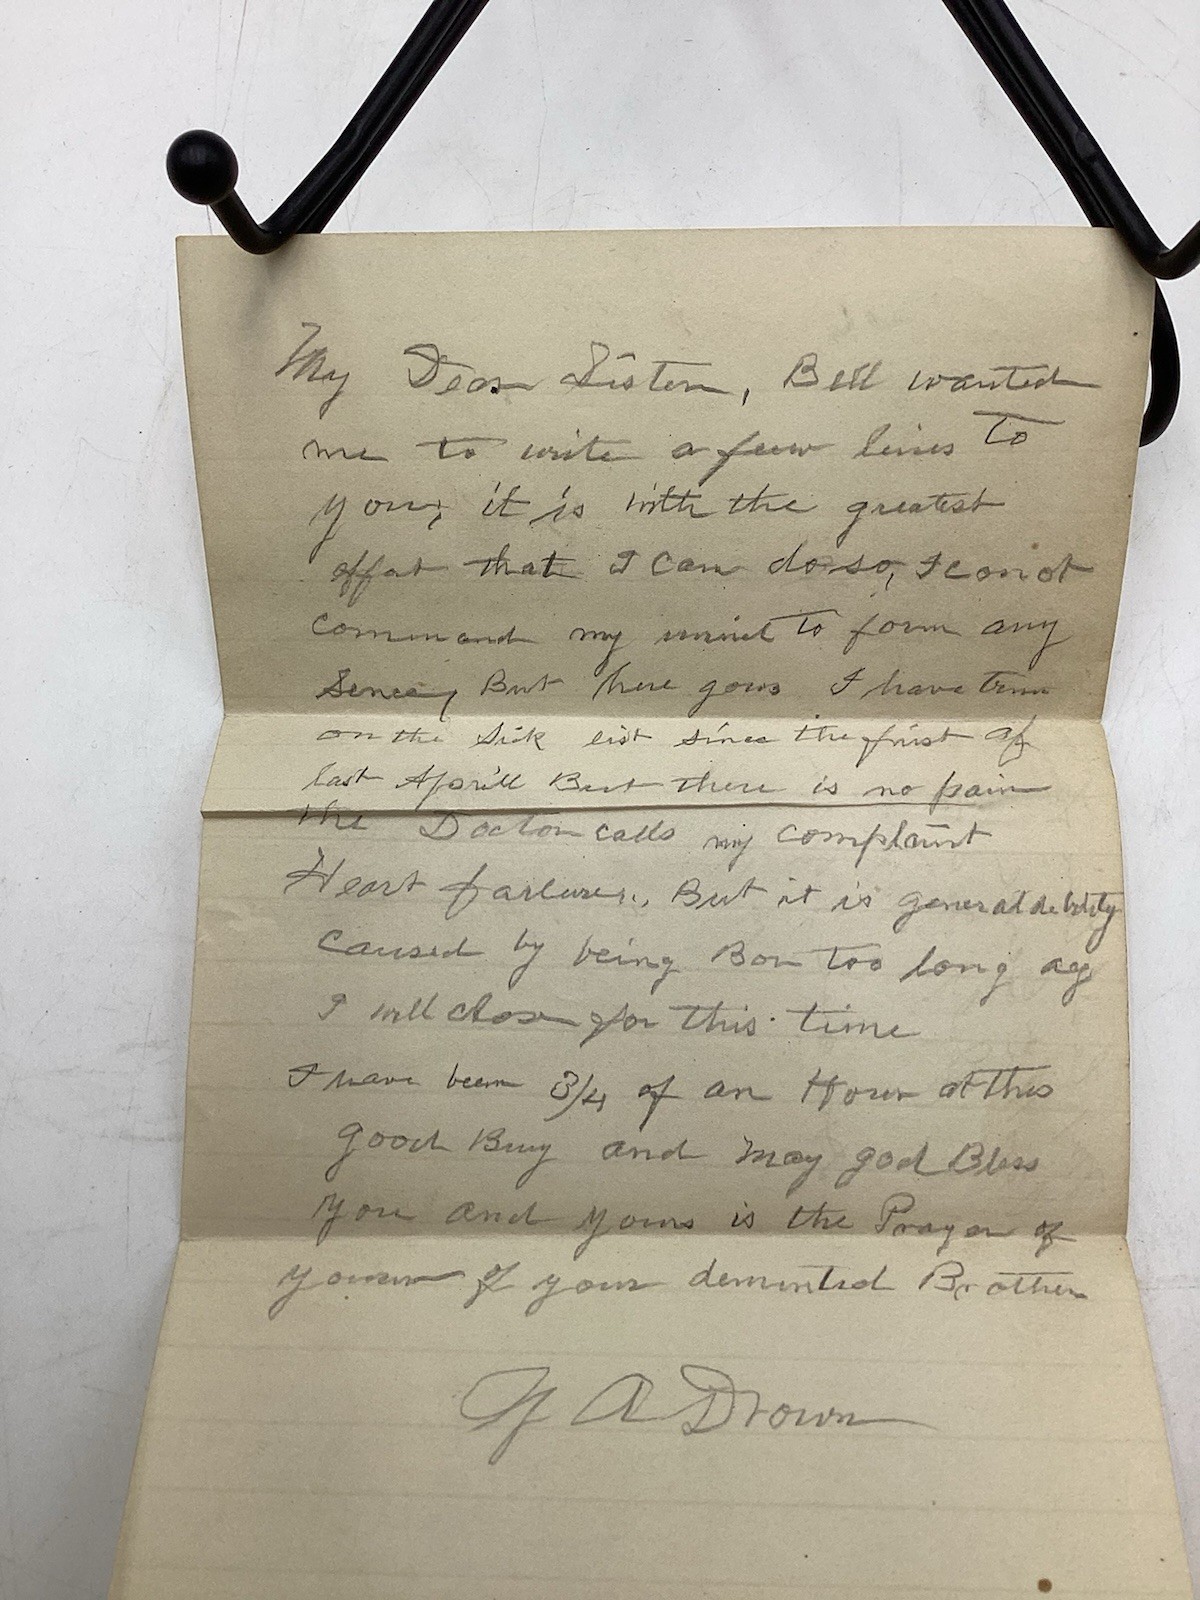 My Dear Sister, Bell wanted
me to write a few lines to
you, it is with the greatest
effort that I can do so, I canot
command my mind to form any
Sence, But here goes I have been
on the Sick list since the first of
last Aprill But there is no pain
the Doctor calls my complaint
Heart failure, But it is general debility
caused by being Born too long ago
I will close for this time
I have been 3/4 of an Hour at this
good Buy and may god Bless
you and yours is the Prayer of
of your demented Brother
A Drown